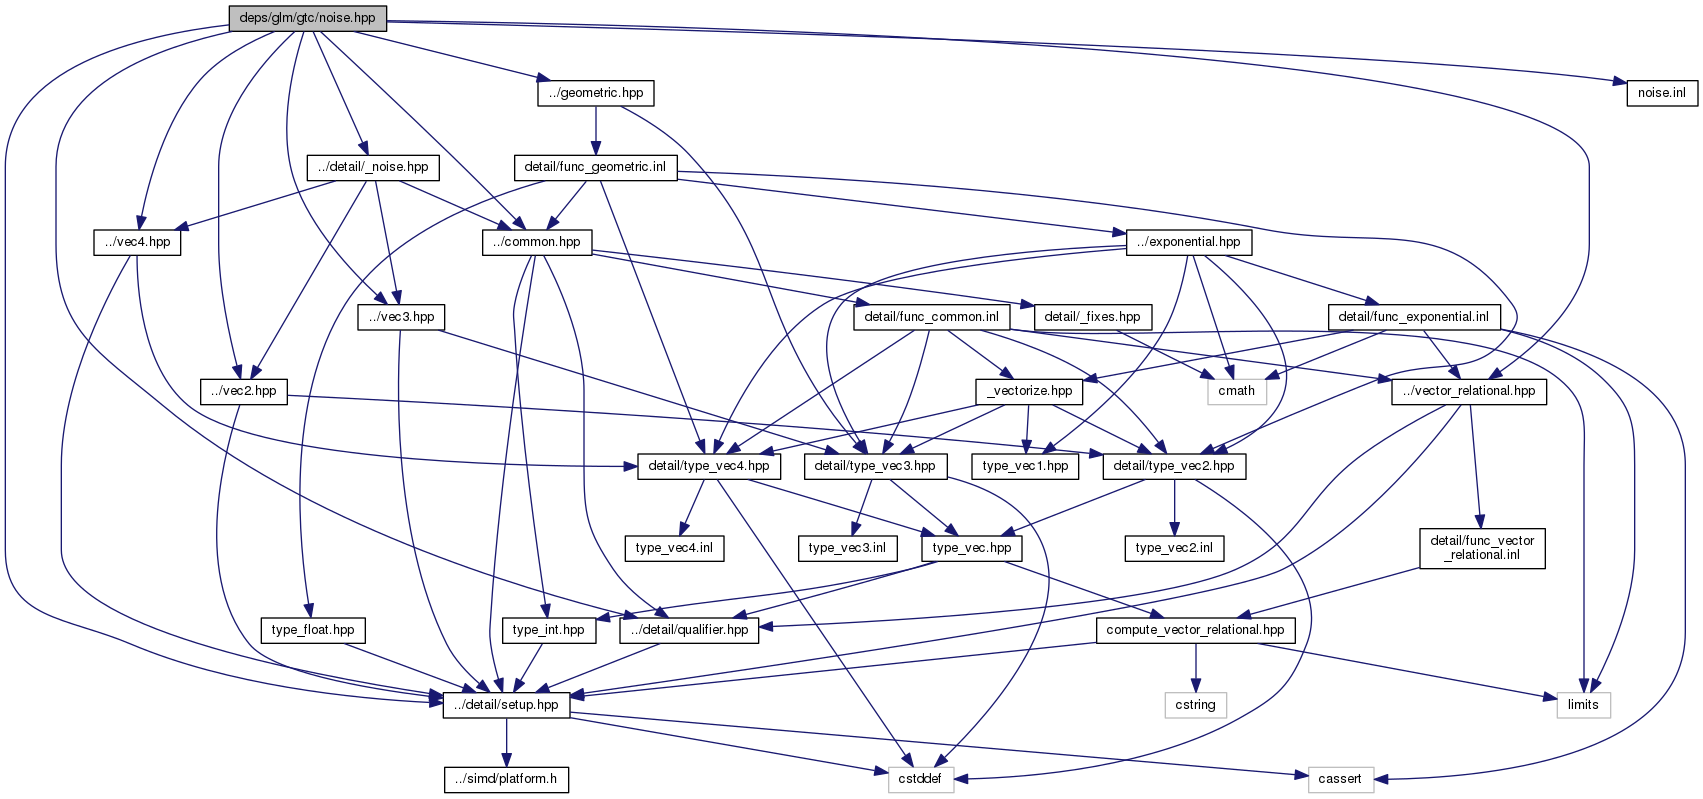 deps/glm/gtc/noise.hpp
../geometric.hpp
noise.inl
../detail/_noise.hpp
detail/func_geometric.inl
../vec4.hpp
../common.hpp
../exponential.hpp
../vec3.hpp
detail/func_common.inl
detail/_fixes.hpp
detail/func_exponential.inl
../vec2.hpp
_vectorize.hpp
cmath
../vector_relational.hpp
detail/type_vec4.hpp
detail/type_vec3.hpp
type_vec1.hpp
detail/type_vec2.hpp
type_vec4.inl
type_vec3.inl
type_vec.hpp
type_vec2.inl
detail/func_vector
_relational.inl
type_float.hpp
type_int.hpp
../detail/qualifier.hpp
compute_vector_relational.hpp
../detail/setup.hpp
cstring
limits
../simd/platform.h
cstddef
cassert